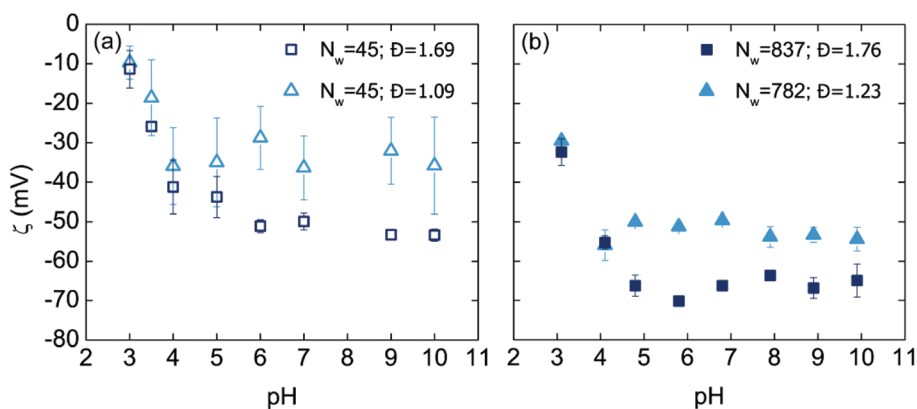 (a)
N_w=45; Đ=1.69
N_w=45; Đ=1.09
ζ (mV)
0
-10
-20
-30
-40
-50
-60
-70
-80
2 3 4 5 6 7 8 9 10 11
pH
(b)
N_w=837; Đ=1.76
N_w=782; Đ=1.23
2 3 4 5 6 7 8 9 10 11
pH